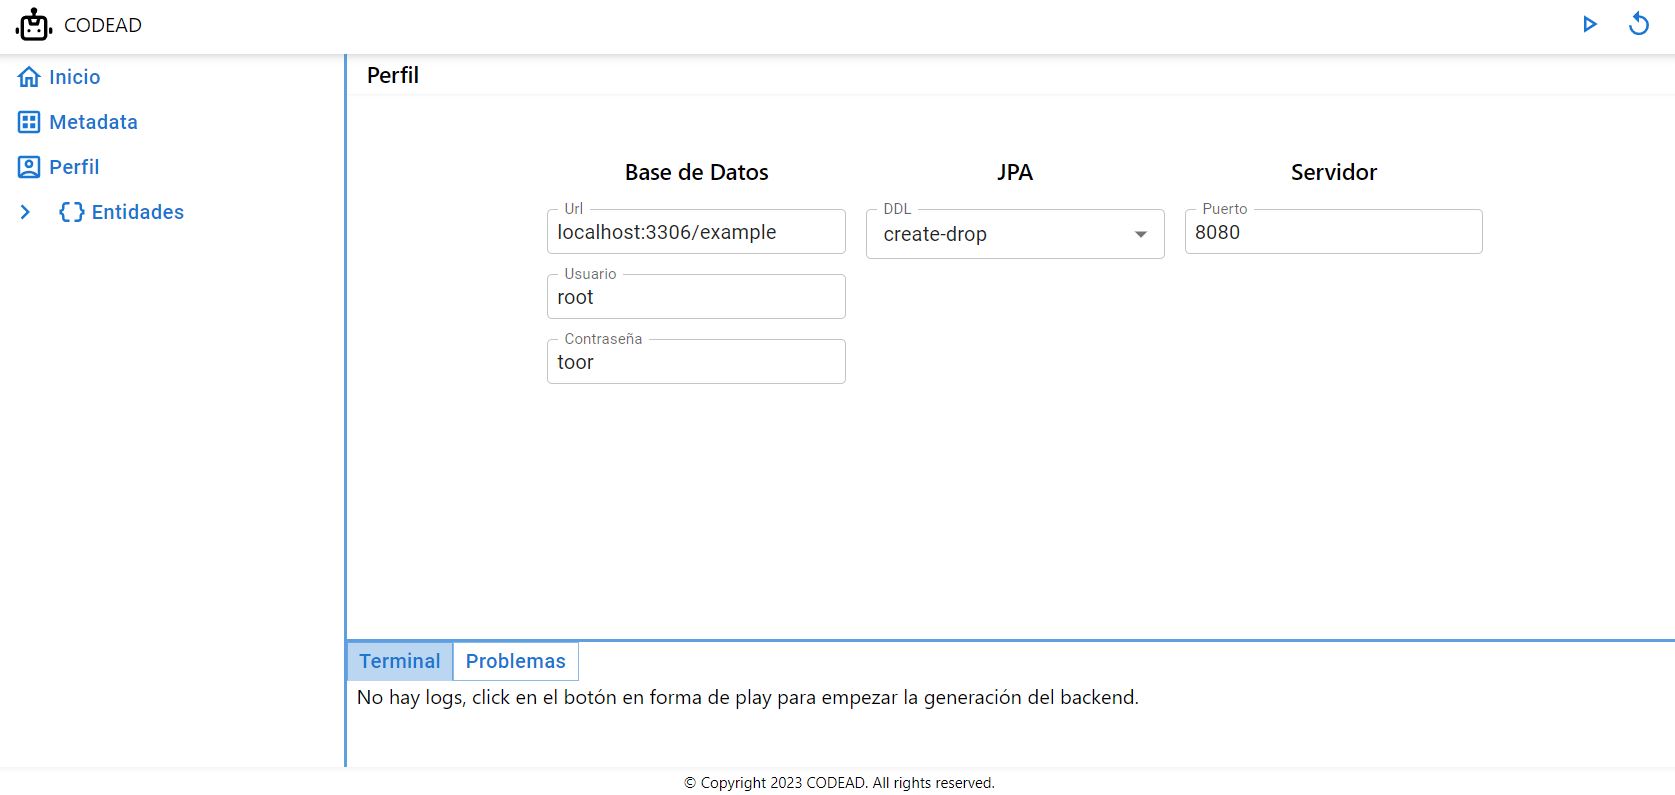 CODEAD
Inicio
Metadata
Perfil
Entidades
Perfil
Base de Datos
Url
localhost:3306/example
Usuario
root
Contraseña
toor
JPA
DDL
create-drop
Servidor
Puerto
8080
Terminal
Problemas
No hay logs, click en el botón en forma de play para empezar la generación del backend.
© Copyright 2023 CODEAD. All rights reserved.